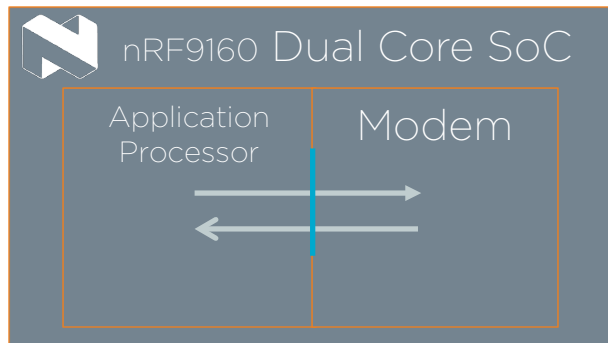 nRF9160 Dual Core SoC
Application
Processor
Modem